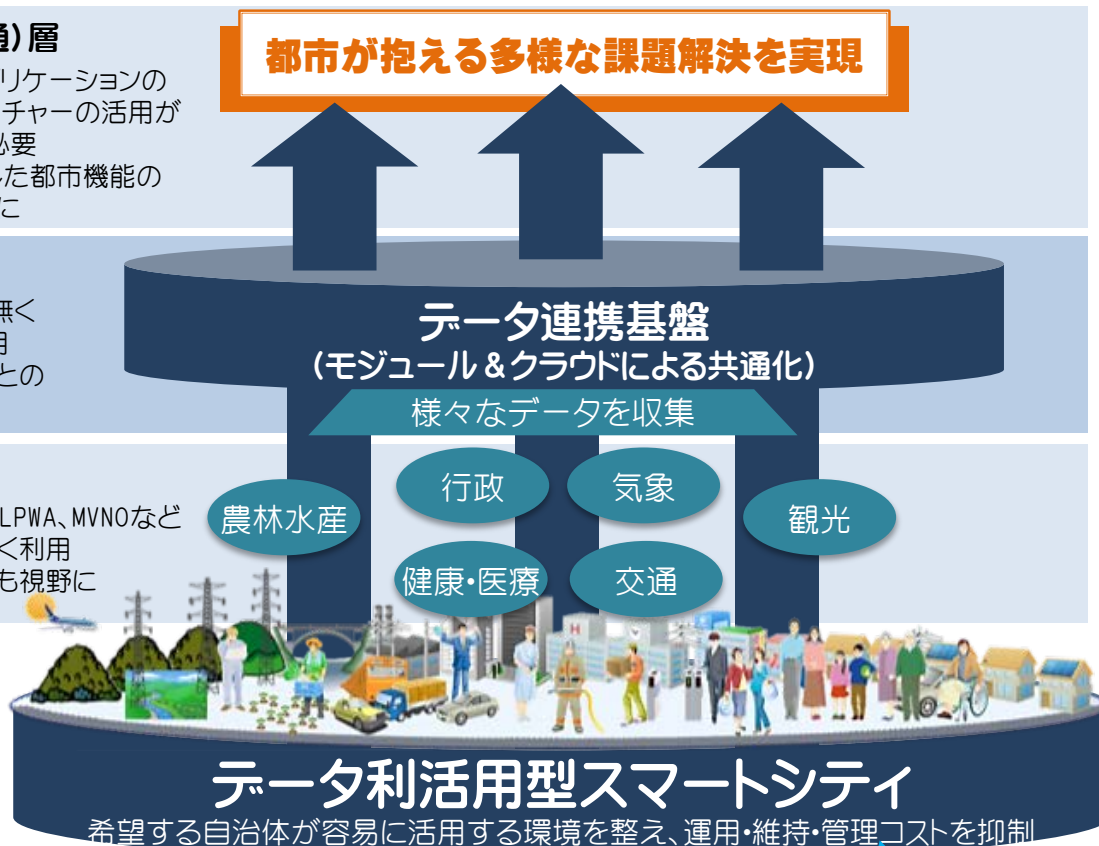 通)層
リケーションの
チャーの活用が
必要
た都市機能の
に
都市が抱える多様な課題解決を実現
無く
用
との
データ連携基盤
(モジュール&クラウドによる共通化)
様々なデータを収集
LPWA、MVNOなど
く利用
も視野に
農林水産
行政
気象
観光
健康・医療
交通
H
データ利活用型スマートシティ
希望する自治体が容易に活用する環境を整え、運用・維持・管理コストを抑制